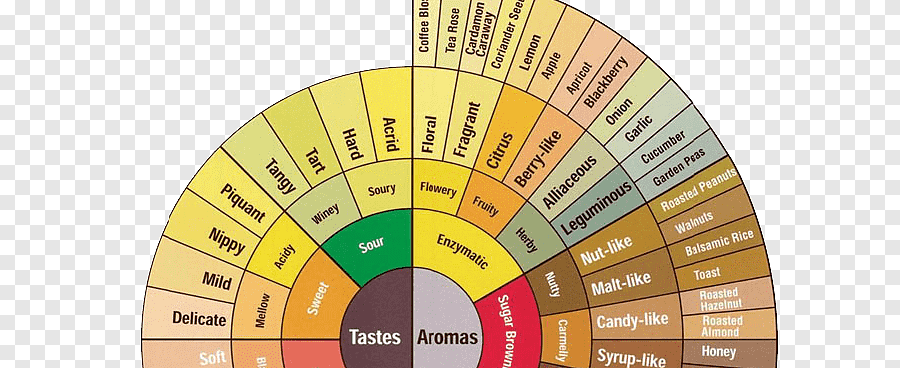 Coffee Blos
Tea Rose
Cardamon
Caraway
Coriander Seed
Lemon
Apple
Apricot
Blackberry
Onion
Garlic
Cucumber
Garden Peas
Roasted Peanuts
Walnuts
Balsamic Rice
Toast
Roasted
Hazelnut
Roasted
Almond
Honey
Floral
Fragrant
Citrus
Berry-like
Alliaceous
Leguminous
Nut-like
Malt-like
Candy-like
Syrup-like
Flowery
Fruity
Herby
Nutty
Carmelly
Enzymatic
Sugar Brown
Aromas
Tastes
Sour
Sweet
Soury
Winey
Acidy
Mellow
Bl
Acrid
Hard
Tart
Tangy
Piquant
Nippy
Mild
Delicate
Soft